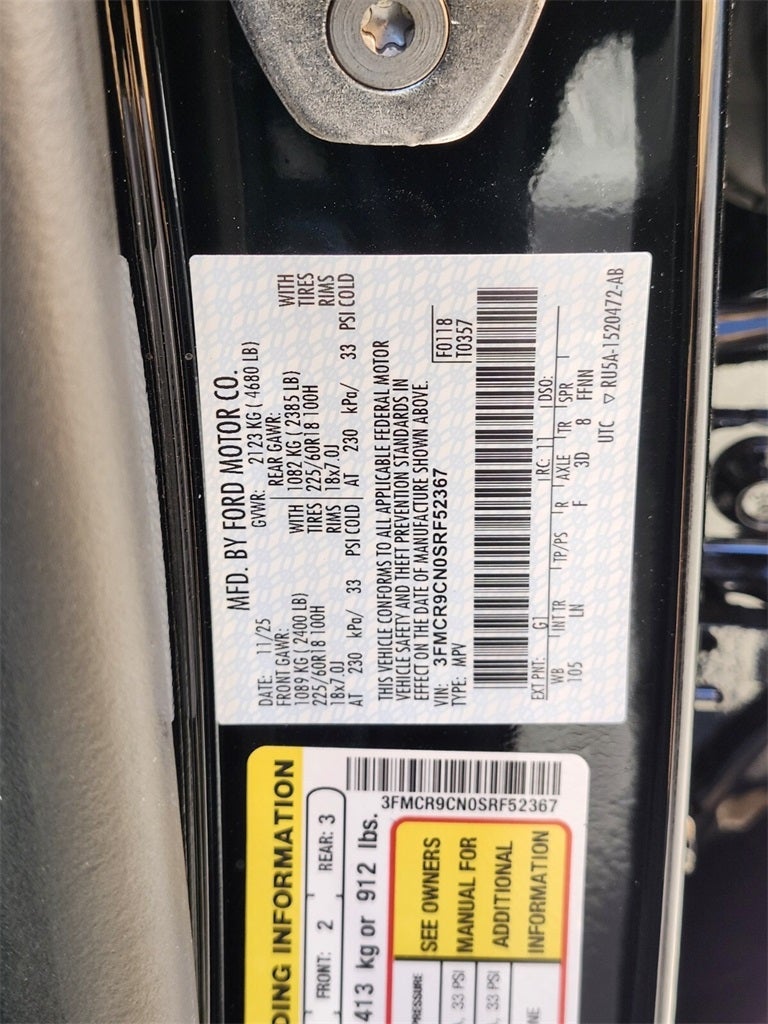 MFD. BY FORD MOTOR CO.
DATE: 11/25 GVWR: 2123 KG ( 4680 LB)
FRONT GAWR: REAR GAWR:
1089 KG ( 2400 LB) WITH 1082 KG ( 2385 LB) WITH
225/60R18 100H TIRES 225/60R18 100H TIRES
18x7.0J RIMS 18x7.0J RIMS
AT 230 kPa/ 33 PSI COLD AT 230 kPa/ 33 PSI COLD
THIS VEHICLE CONFORMS TO ALL APPLICABLE FEDERAL MOTOR
VEHICLE SAFETY AND THEFT PREVENTION STANDARDS IN
EFFECT ON THE DATE OF MANUFACTURE SHOWN ABOVE.
VIN: 3FMCR9CN0SRF52367 F0118
TYPE: MPV T0357
EXT PNT: G1 RC: 11 DSO:
WB INT TR TP/PS R AXLE TR SPR
105 LN F 3D 8 FFNN
UTC ▽ RU5A-1520472-AB
DING INFORMATION
FRONT: 2 REAR: 3
413 kg or 912 lbs.
3FMCR9CN0SRF52367
SEE OWNERS
MANUAL FOR
ADDITIONAL
INFORMATION
PRESSURE
, 33 PSI
, 33 PSI
NE